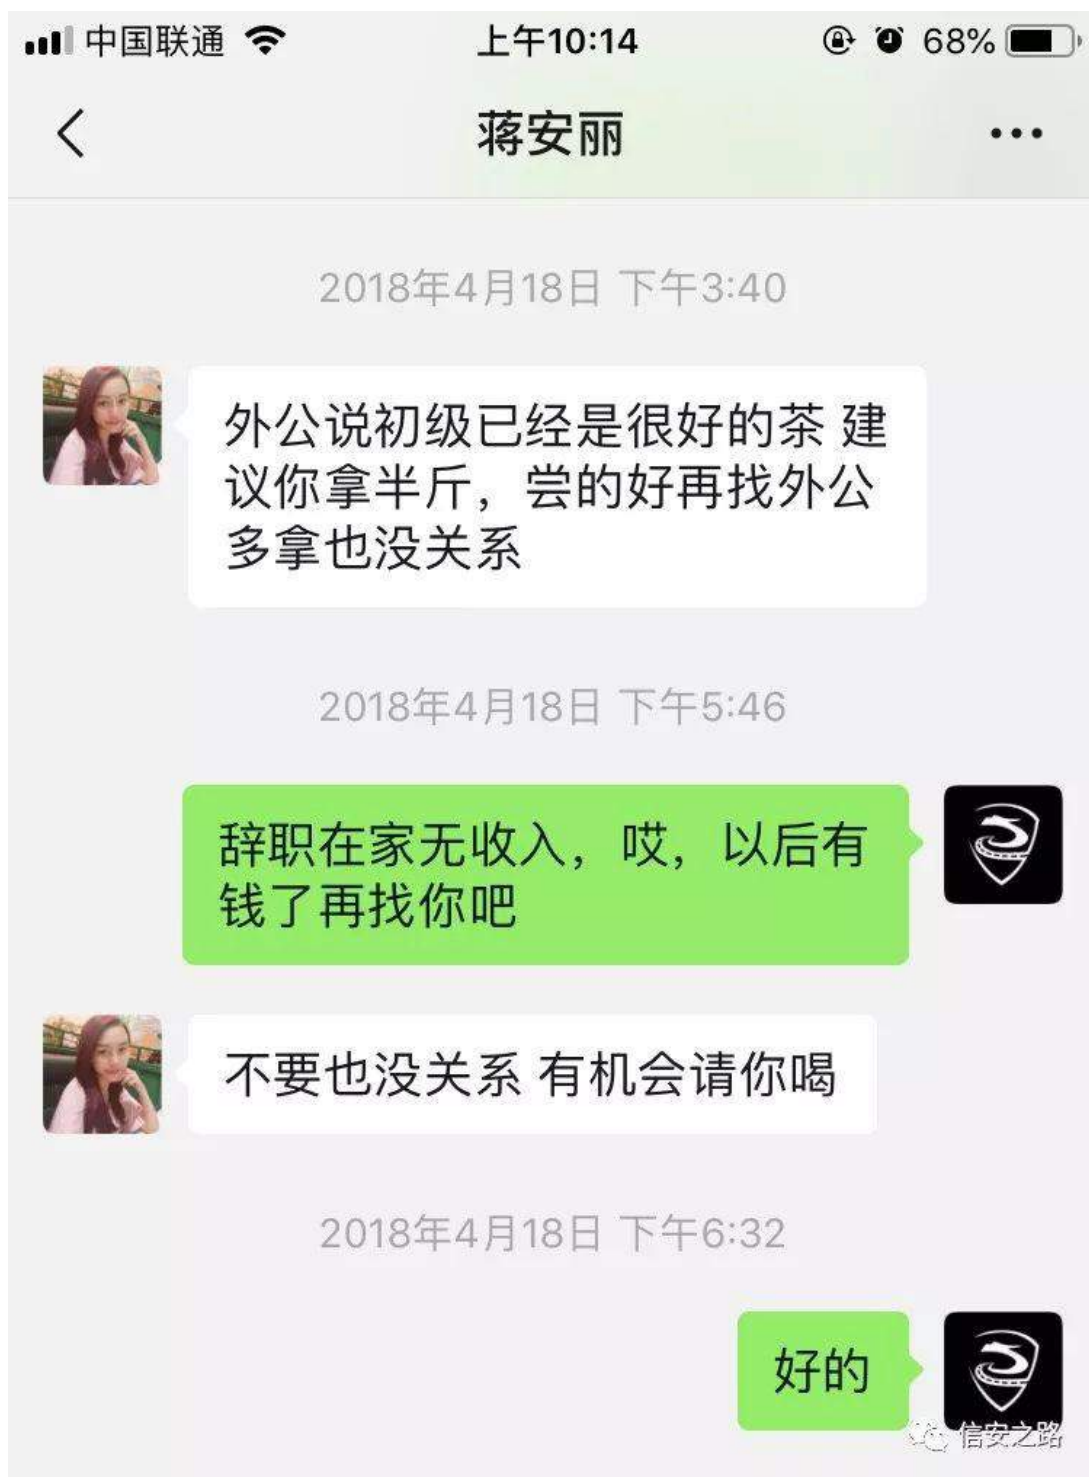 中国联通 上午10:14 68%
蒋安丽
2018年4月18日 下午3:40
外公说初级已经是很好的茶 建
议你拿半斤，尝的好再找外公
多拿也没关系
2018年4月18日 下午5:46
辞职在家无收入，哎，以后有
钱了再找你吧
不要也没关系 有机会请你喝
2018年4月18日 下午6:32
好的
信安之路